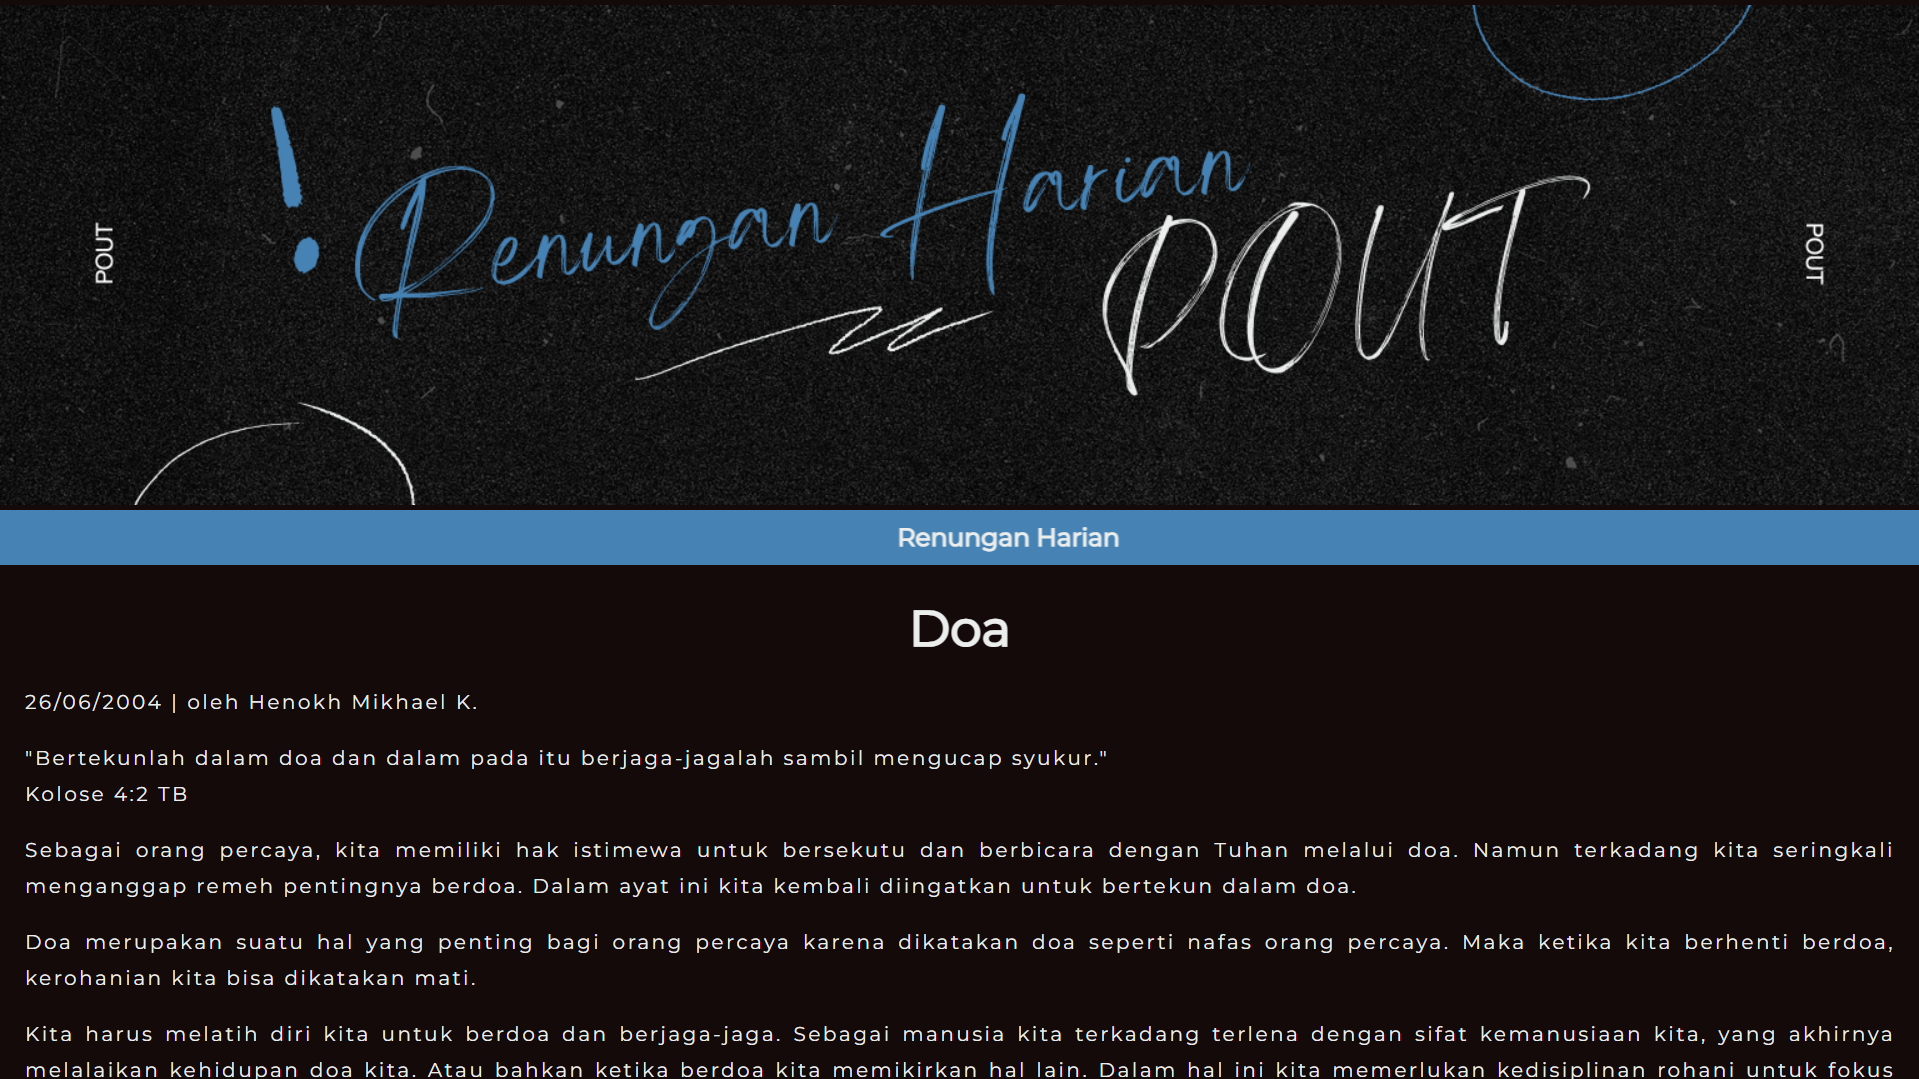 ! Renungan Harian
POUT
POUT
POUT
Renungan Harian
Doa
26/06/2004 | oleh Henokh Mikhael K.
"Bertekunlah dalam doa dan dalam pada itu berjaga-jagalah sambil mengucap syukur."
Kolose 4:2 TB
Sebagai orang percaya, kita memiliki hak istimewa untuk bersekutu dan berbicara dengan Tuhan melalui doa. Namun terkadang kita seringkali
menganggap remeh pentingnya berdoa. Dalam ayat ini kita kembali diingatkan untuk bertekun dalam doa.
Doa merupakan suatu hal yang penting bagi orang percaya karena dikatakan doa seperti nafas orang percaya. Maka ketika kita berhenti berdoa,
kerohanian kita bisa dikatakan mati.
Kita harus melatih diri kita untuk berdoa dan berjaga-jaga. Sebagai manusia kita terkadang terlena dengan sifat kemanusiaan kita, yang akhirnya
melalaikan kehidupan doa kita. Atau bahkan ketika berdoa kita memikirkan hal lain. Dalam hal ini kita memerlukan kedisiplinan rohani untuk fokus